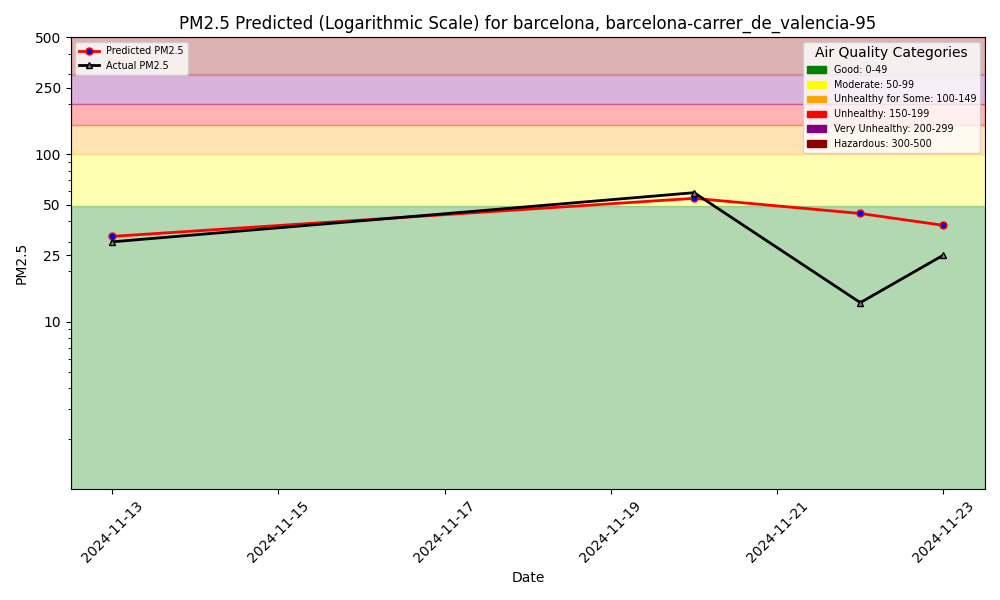 PM2.5 Predicted (Logarithmic Scale) for barcelona, barcelona-carrer_de_valencia-95
Predicted PM2.5
Actual PM2.5
Air Quality Categories
Good: 0-49
Moderate: 50-99
Unhealthy for Some: 100-149
Unhealthy: 150-199
Very Unhealthy: 200-299
Hazardous: 300-500
500
250
100
50
25
10
PM2.5
2024-11-13
2024-11-15
2024-11-17
2024-11-19
2024-11-21
2024-11-23
Date